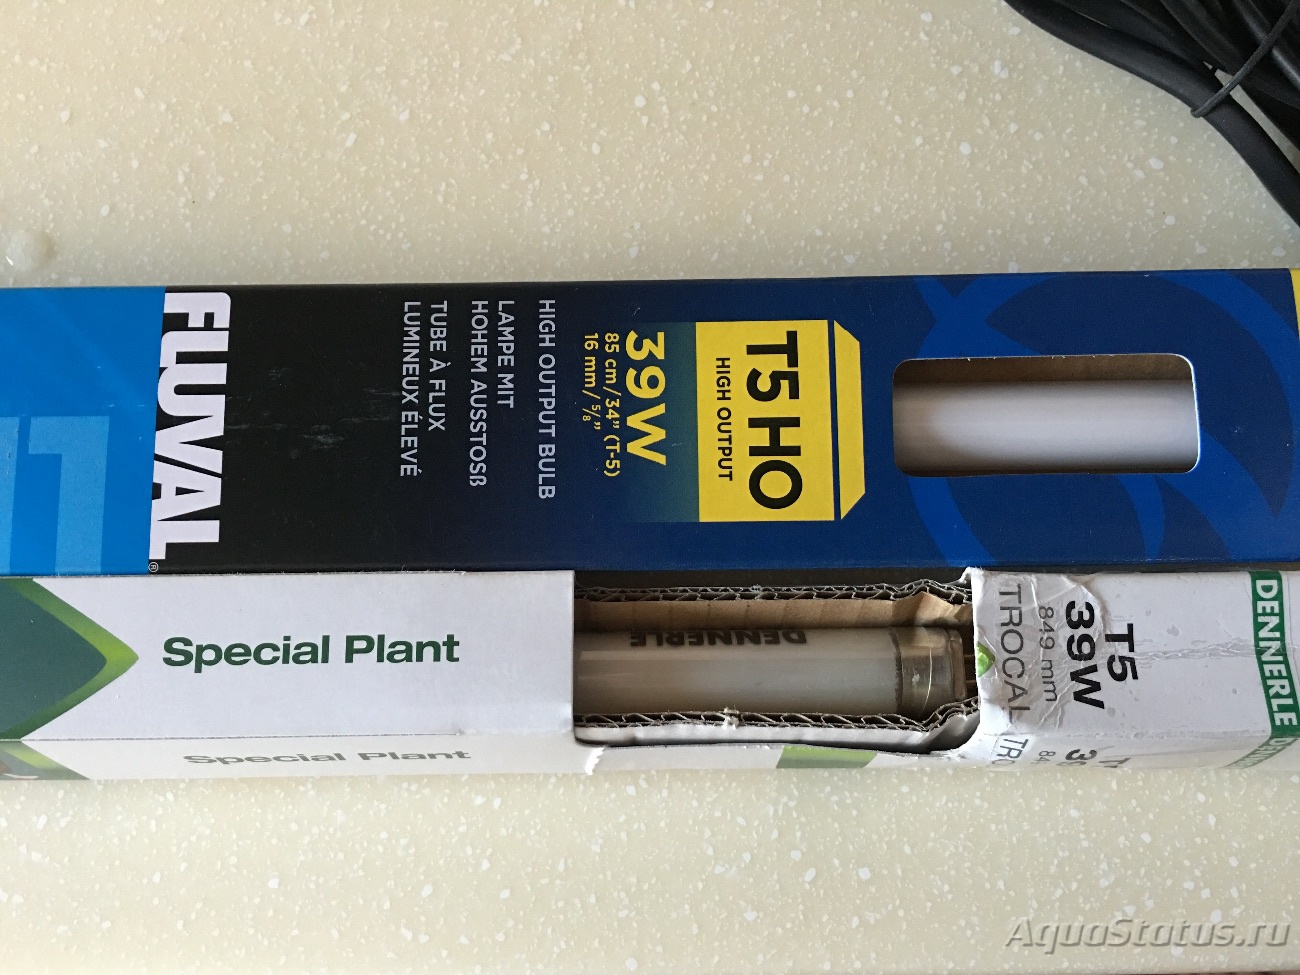 FLUVAL®
T5 HO
HIGH OUTPUT
39W
85 cm/34" (T-5)
16 mm/ 5/8"
HIGH OUTPUT BULB
LAMPE MIT
HOHEM AUSSTOSß
TUBE À FLUX
LUMINEUX ÉLEVÉ
DENNERLE
T5
39W
849 mm
TROCAL
DENNERLE
Special Plant
Special Plant
AquaStatus.ru